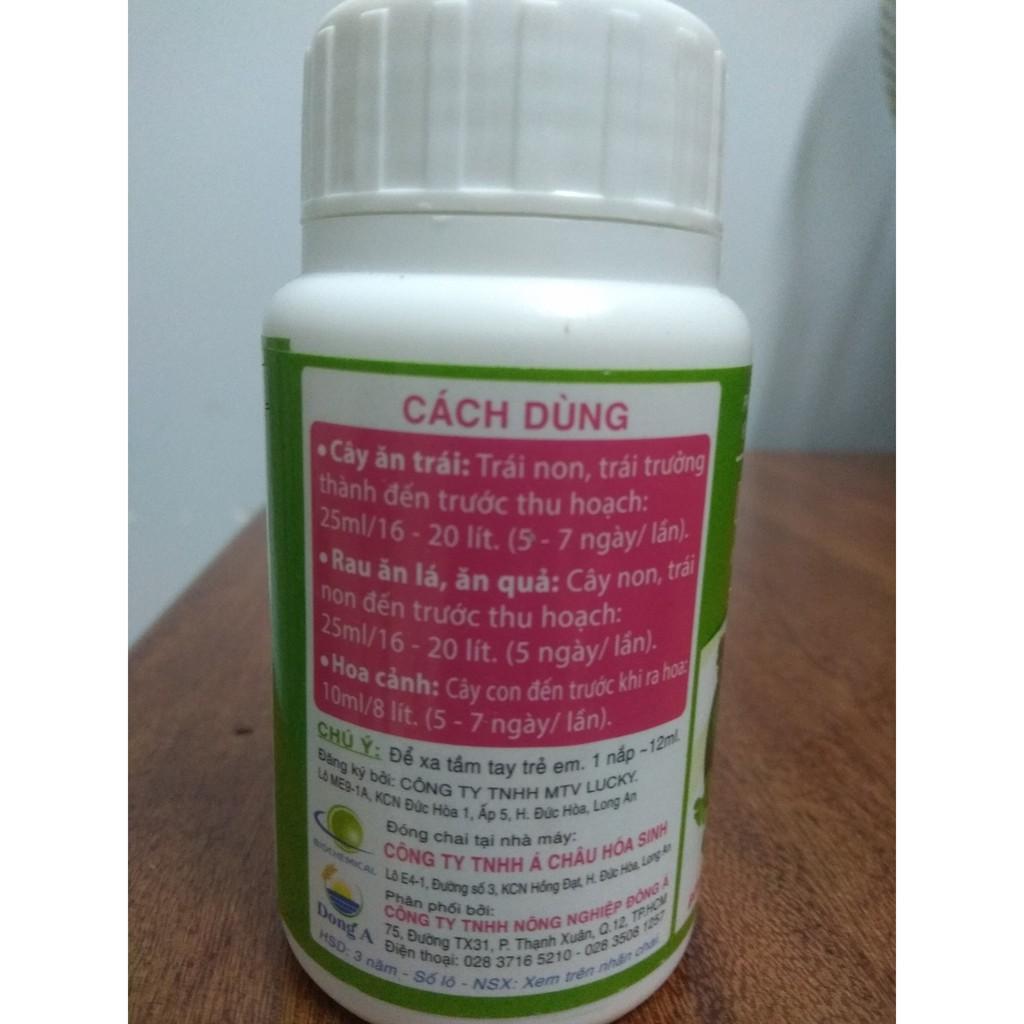 CÁCH DÙNG
•Cây ăn trái: Trái non, trái trưởng
thành đến trước thu hoạch:
25ml/16 - 20 lít. (5 - 7 ngày/ lần).
•Rau ăn lá, ăn quả: Cây non, trái
non đến trước thu hoạch:
25ml/16 - 20 lít. (5 ngày/ lần).
•Hoa cảnh: Cây con đến trước khi ra hoa:
10ml/8 lít. (5 - 7 ngày/ lần).
CHÚ Ý: Để xa tầm tay trẻ em. 1 nắp ~12ml.
Đăng ký bởi: CÔNG TY TNHH MTV LUCKY.
Lô ME9-1A, KCN Đức Hòa 1, Ấp 5, H. Đức Hòa, Long An
Đóng chai tại nhà máy:
CÔNG TY TNHH Á CHÂU HÓA SINH
Lô E4-1, Đường số 3, KCN Hồng Đạt, H. Đức Hòa, Long An
BIOCHEMICAL
Phân phối bởi:
CÔNG TY TNHH NÔNG NGHIỆP ĐÔNG Á
75, Đường TX31, P. Thạnh Xuân, Q.12, TP.HCM
Điện thoại: 028 3716 5210 - 028 3508 1257
Dong A
HSD: 3 năm - Số lô - NSX: Xem trên nhãn chai.